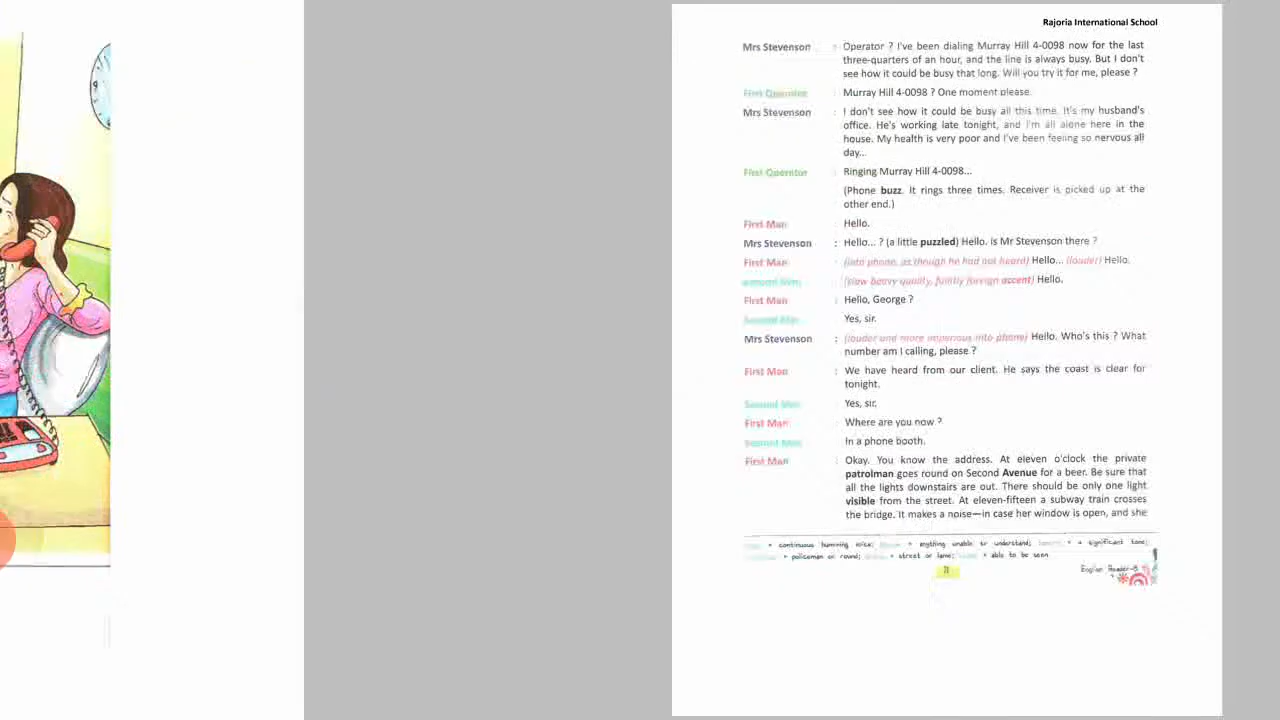 Rajoria International School
Mrs Stevenson : Operator ? I've been dialing Murray Hill 4-0098 now for the last
three-quarters of an hour, and the line is always busy. But I don't
see how it could be busy that long. Will you try it for me, please ?
First Operator : Murray Hill 4-0098 ? One moment please.
Mrs Stevenson : I don't see how it could be busy all this time. It's my husband's
office. He's working late tonight, and I'm all alone here in the
house. My health is very poor and I've been feeling so nervous all
day...
First Operator : Ringing Murray Hill 4-0098...
(Phone buzz. It rings three times. Receiver is picked up at the
other end.)
First Man : Hello.
Mrs Stevenson : Hello... ? (a little puzzled) Hello. Is Mr Stevenson there ?
First Man : (into phone, as though he had not heard) Hello... (louder) Hello.
Second Man : (slow heavy quality, faintly foreign accent) Hello.
First Man : Hello, George ?
Second Man : Yes, sir.
Mrs Stevenson : (louder and more imperious into phone) Hello. Who's this ? What
number am I calling, please ?
First Man : We have heard from our client. He says the coast is clear for
tonight.
Second Man : Yes, sir.
First Man : Where are you now ?
Second Man : In a phone booth.
First Man : Okay. You know the address. At eleven o'clock the private
patrolman goes round on Second Avenue for a beer. Be sure that
all the lights downstairs are out. There should be only one light
visible from the street. At eleven-fifteen a subway train crosses
the bridge. It makes a noise—in case her window is open, and she
= continuous humming voice; = anything unable to understand; = a significant tone;
= policeman on round; = street or lane; = able to be seen
71
English Reader-8